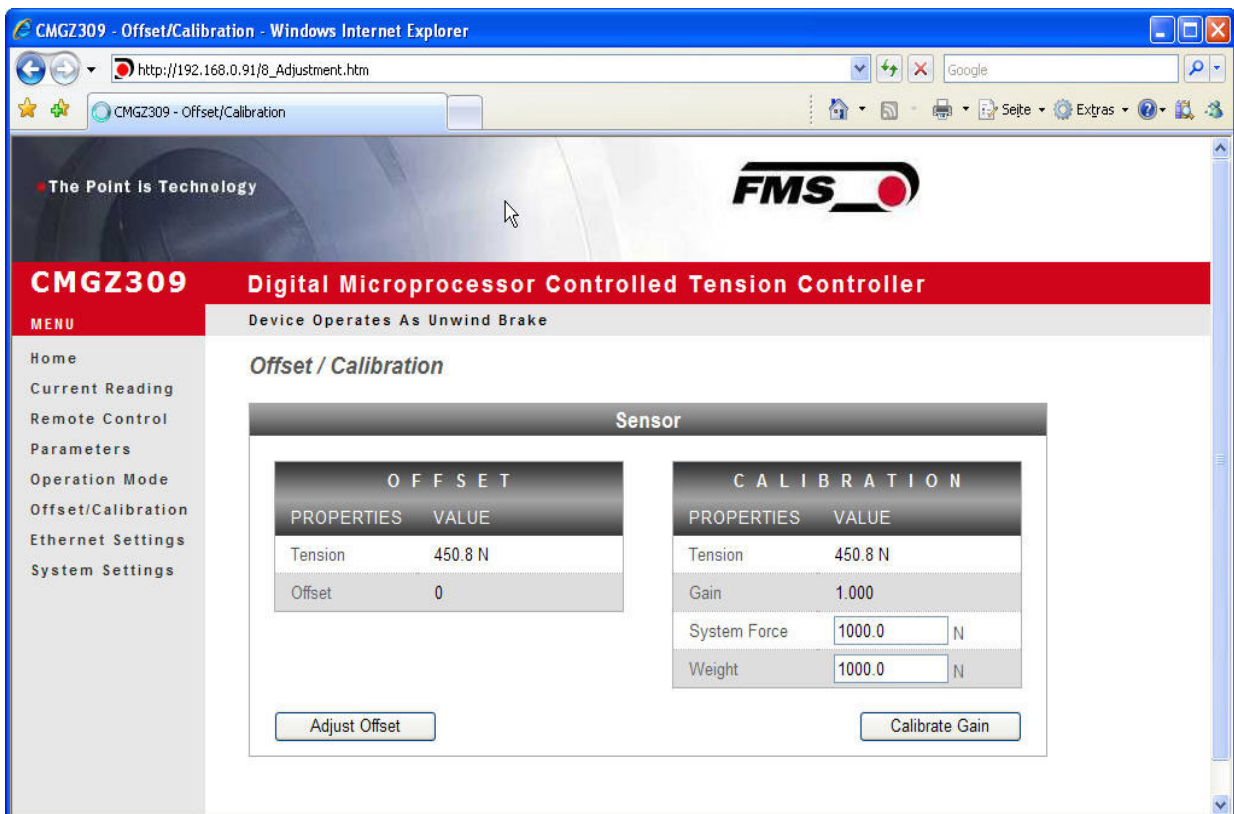 CMGZ309 - Offset/Calibration - Windows Internet Explorer
http://192.168.0.91/8_Adjustment.htm
Google
CMGZ309 - Offset/Calibration
Seite
Extras
The Point is Technology
FMS
CMGZ309
Digital Microprocessor Controlled Tension Controller
MENU
Device Operates As Unwind Brake
Home
Current Reading
Remote Control
Parameters
Operation Mode
Offset/Calibration
Ethernet Settings
System Settings
Offset / Calibration
Sensor
OFFSET
PROPERTIES VALUE
Tension 450.8 N
Offset 0
Adjust Offset
CALIBRATION
PROPERTIES VALUE
Tension 450.8 N
Gain 1.000
System Force 1000.0 N
Weight 1000.0 N
Calibrate Gain